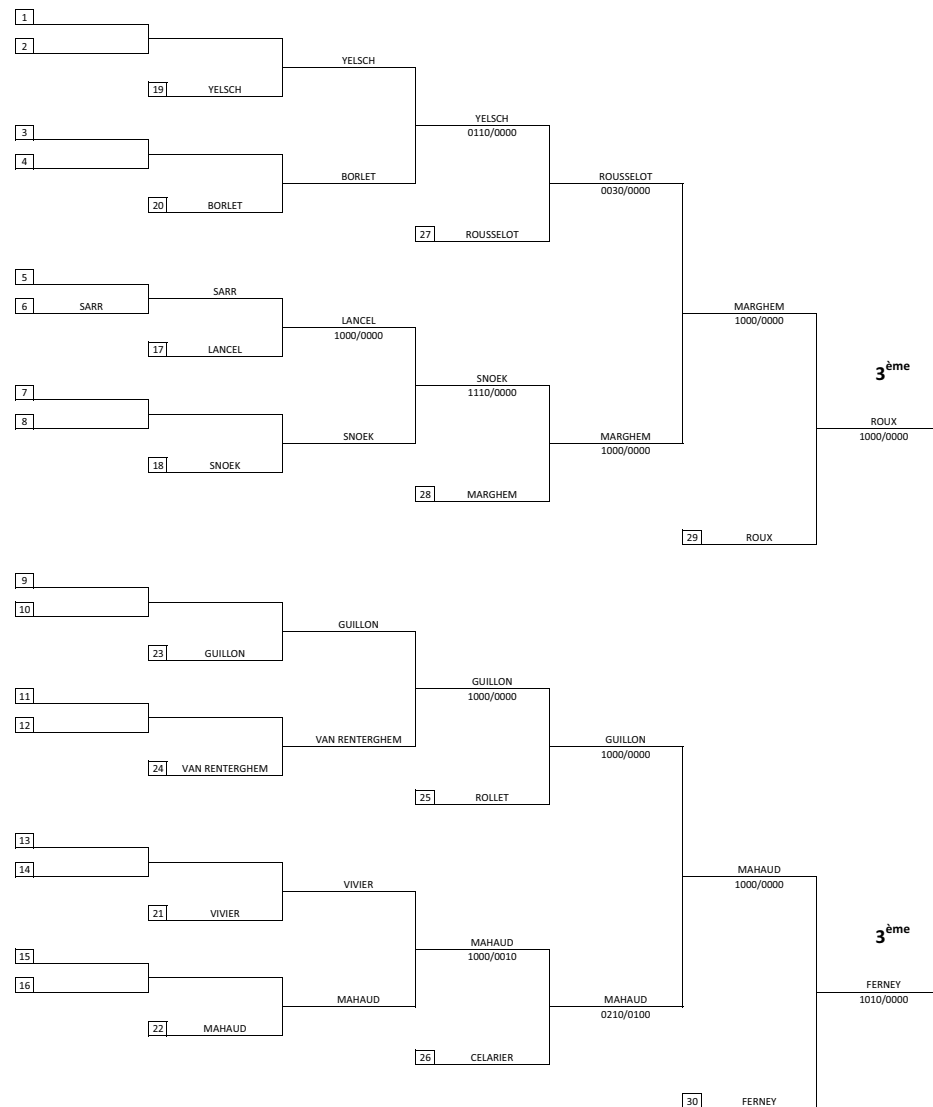 1
2
YELSCH
19 YELSCH
YELSCH
0110/0000
3
4
BORLET
ROUSSELOT
0030/0000
20 BORLET
27 ROUSSELOT
5
SARR
6 SARR
MARGHEM
1000/0000
LANCEL
1000/0000
17 LANCEL
3ème
SNOEK
1110/0000
7
8
ROUX
1000/0000
SNOEK
MARGHEM
1000/0000
18 SNOEK
28 MARGHEM
29 ROUX
9
10
GUILLON
23 GUILLON
GUILLON
1000/0000
11
12
VAN RENTERGHEM
GUILLON
1000/0000
24 VAN RENTERGHEM
25 ROLLET
13
14
MAHAUD
1000/0000
VIVIER
21 VIVIER
3ème
MAHAUD
1000/0010
15
16
FERNEY
1010/0000
MAHAUD
MAHAUD
0210/0100
22 MAHAUD
26 CELARIER
30 FERNEY